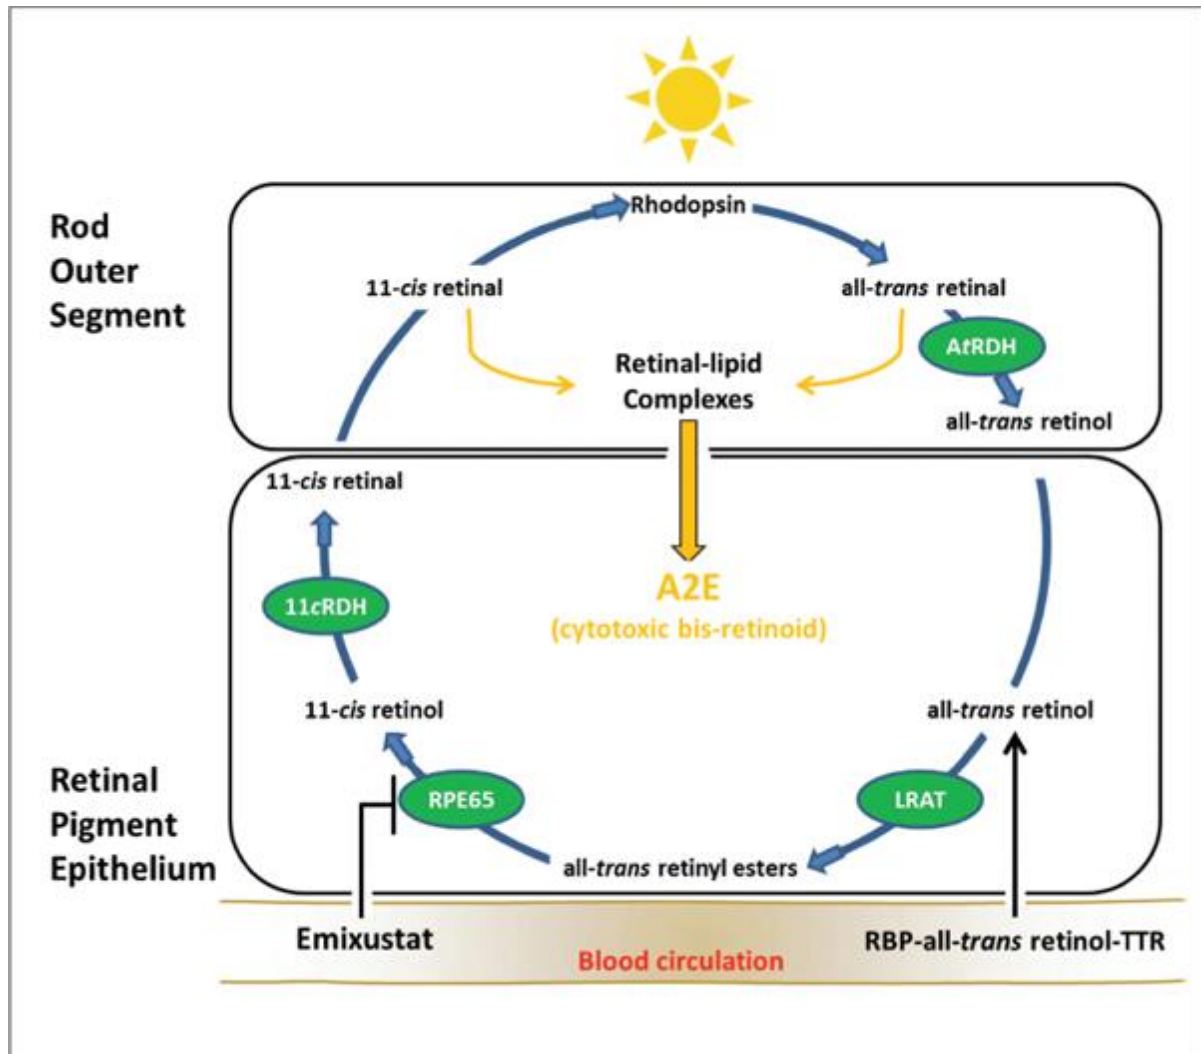 Rod
Outer
Segment
Rhodopsin
11-cis retinal
all-trans retinal
AtRDH
Retinal-lipid
Complexes
all-trans retinol
11-cis retinal
A2E
(cytotoxic bis-retinoid)
11cRDH
11-cis retinol
all-trans retinol
Retinal
Pigment
Epithelium
RPE65
LRAT
all-trans retinyl esters
Emixustat
RBP-all-trans retinol-TTR
Blood circulation